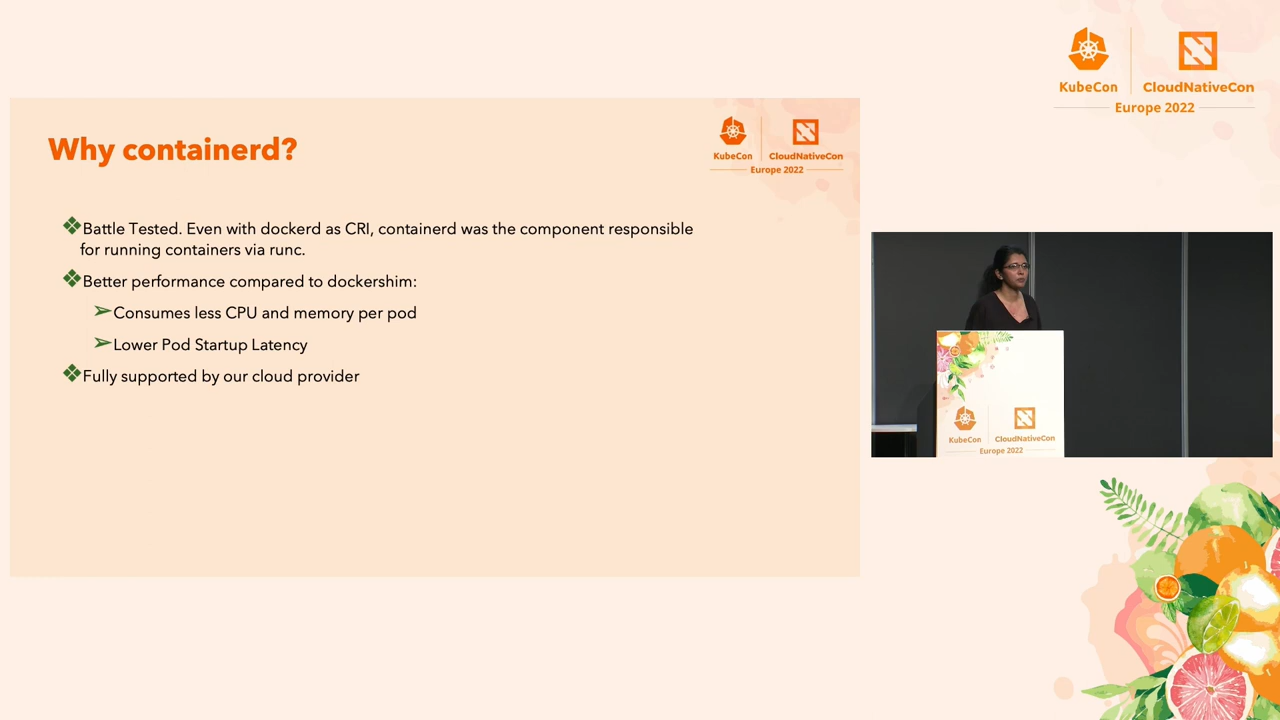 KubeCon
CloudNativeCon
Europe 2022
Why containerd?
KubeCon
CloudNativeCon
Europe 2022
Battle Tested. Even with dockerd as CRI, containerd was the component responsible
for running containers via runc.
Better performance compared to dockershim:
Consumes less CPU and memory per pod
Lower Pod Startup Latency
Fully supported by our cloud provider
KubeCon
CloudNativeCon
Europe 2022